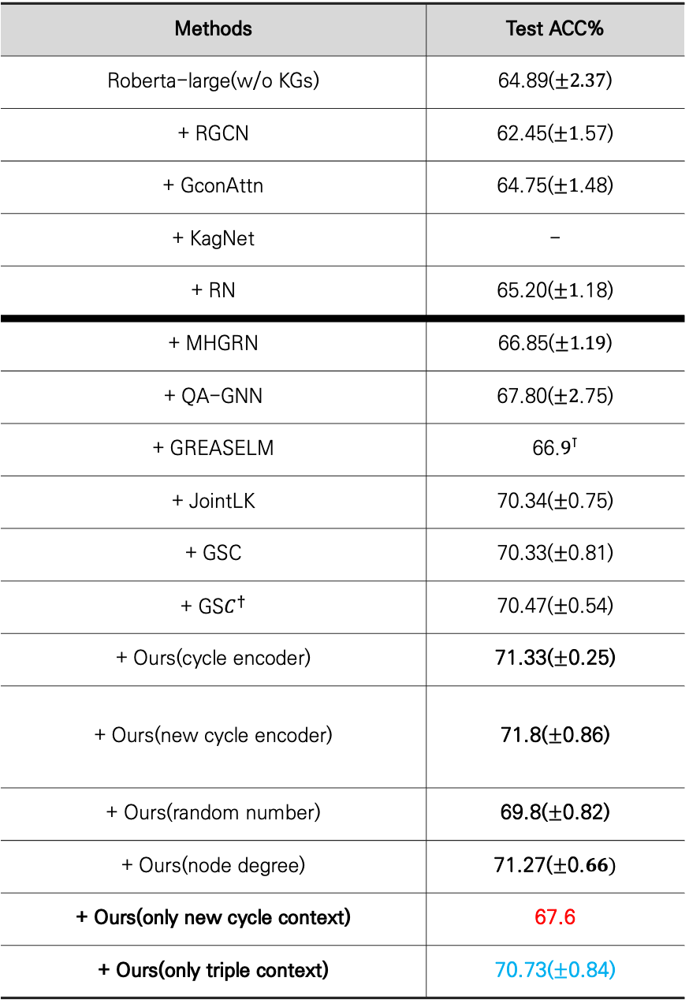 Methods Test ACC%
Roberta-large(w/o KGs) 64.89(±2.37)
+ RGCN 62.45(±1.57)
+ GconAttn 64.75(±1.48)
+ KagNet -
+ RN 65.20(±1.18)
+ MHGRN 66.85(±1.19)
+ QA-GNN 67.80(±2.75)
+ GREASELM 66.9⊺
+ JointLK 70.34(±0.75)
+ GSC 70.33(±0.81)
+ GSC† 70.47(±0.54)
+ Ours(cycle encoder) 71.33(±0.25)
+ Ours(new cycle encoder) 71.8(±0.86)
+ Ours(random number) 69.8(±0.82)
+ Ours(node degree) 71.27(±0.66)
+ Ours(only new cycle context) 67.6
+ Ours(only triple context) 70.73(±0.84)